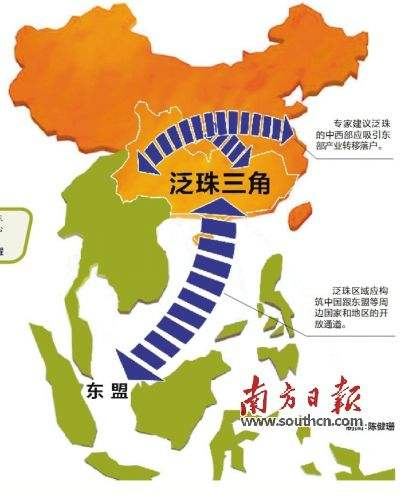 专家建议泛珠
的中西部应吸引东
部产业转移落户。
泛珠三角
泛珠区域应构
筑中国跟东盟等周
边国家和地区的开
放通道。
东盟
南方日报
www.southcn.com
制图:陈健珊